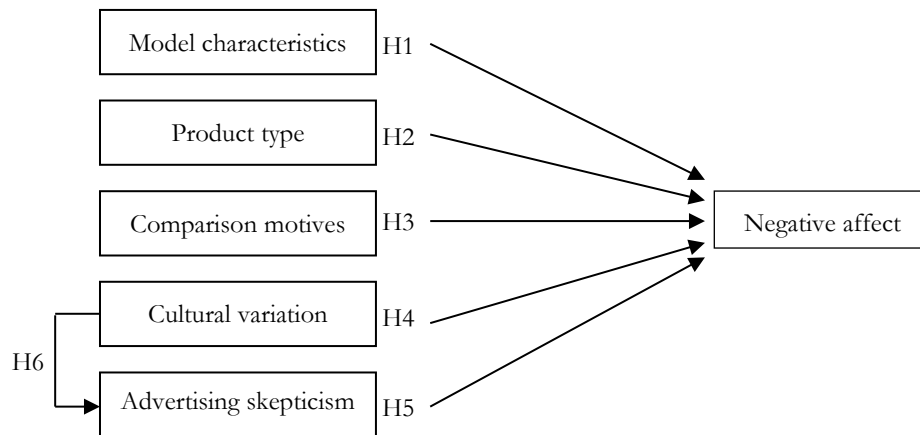 Model characteristics H1
Product type H2
Comparison motives H3
Negative affect
Cultural variation H4
H6
Advertising skepticism H5